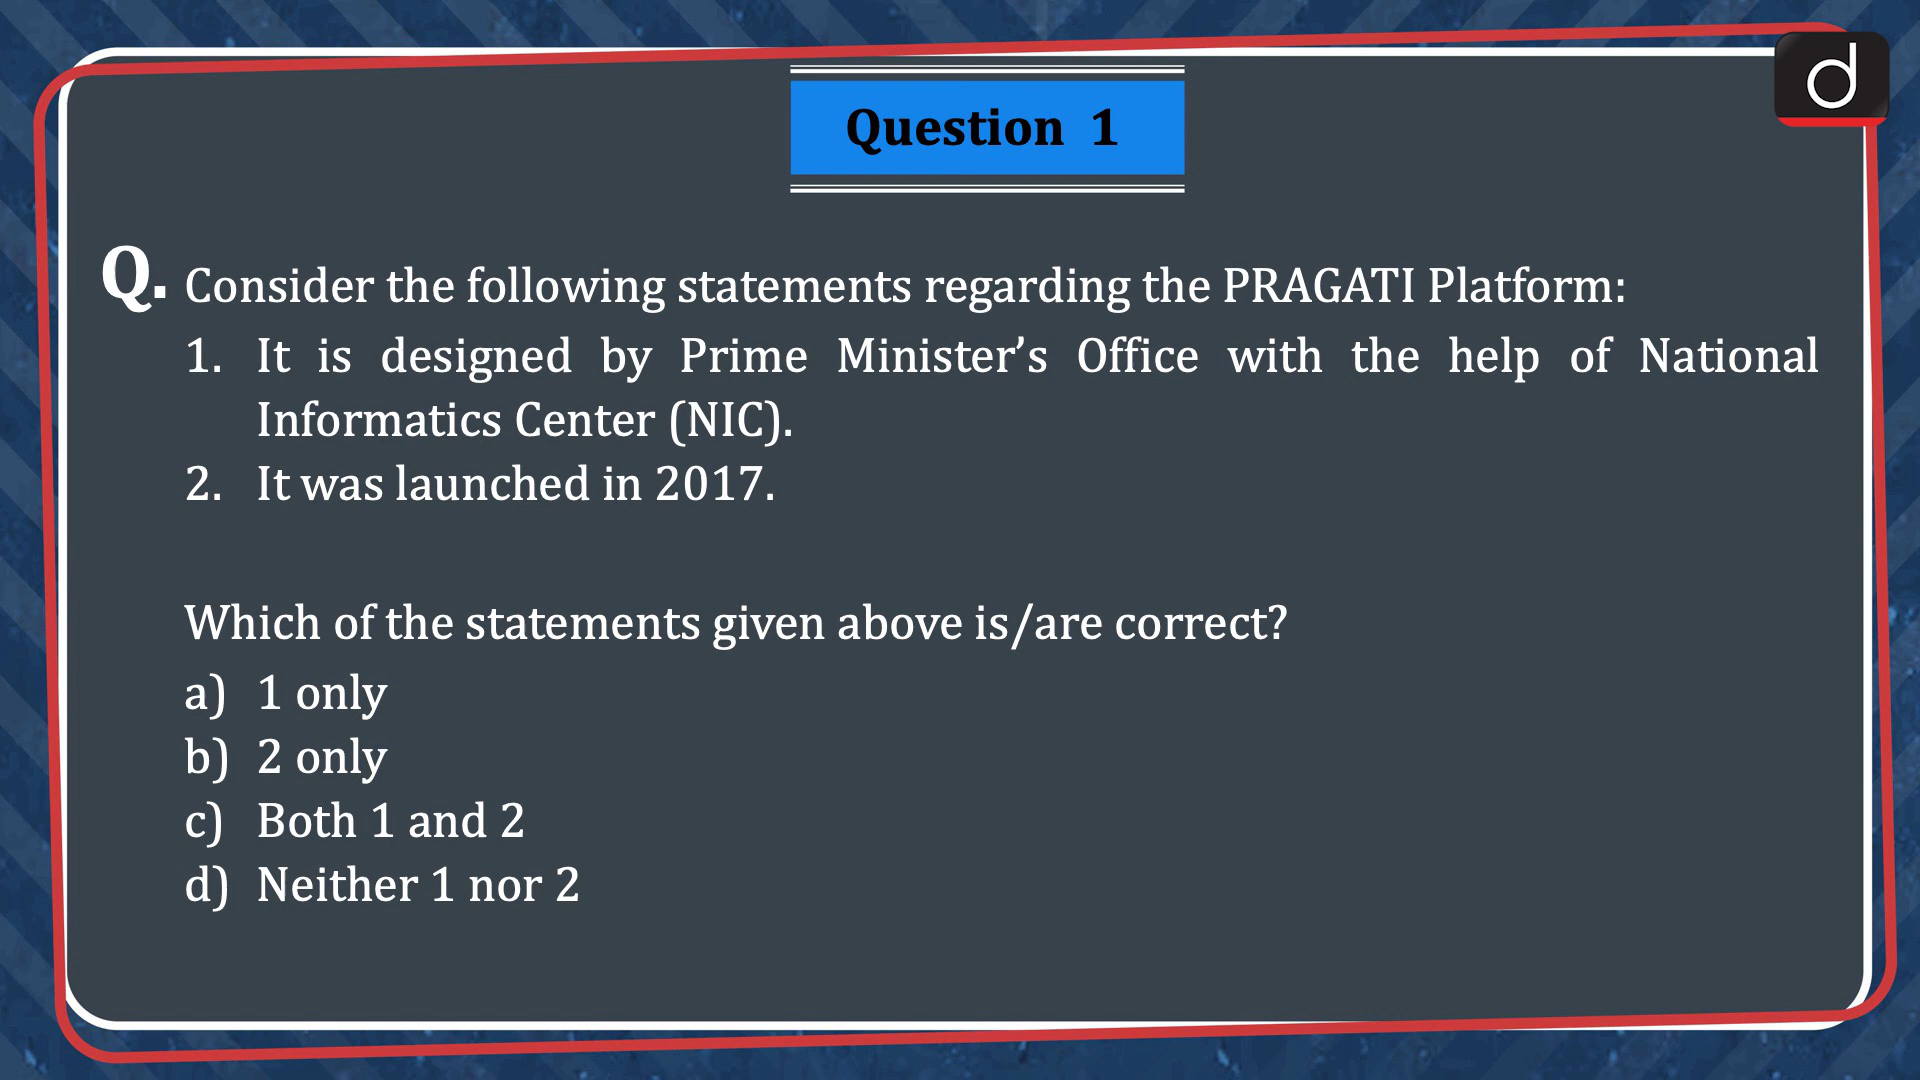 Question 1
Q. Consider the following statements regarding the PRAGATI Platform:
1. It is designed by Prime Minister’s Office with the help of National
Informatics Center (NIC).
2. It was launched in 2017.
Which of the statements given above is/are correct?
a) 1 only
b) 2 only
c) Both 1 and 2
d) Neither 1 nor 2
d